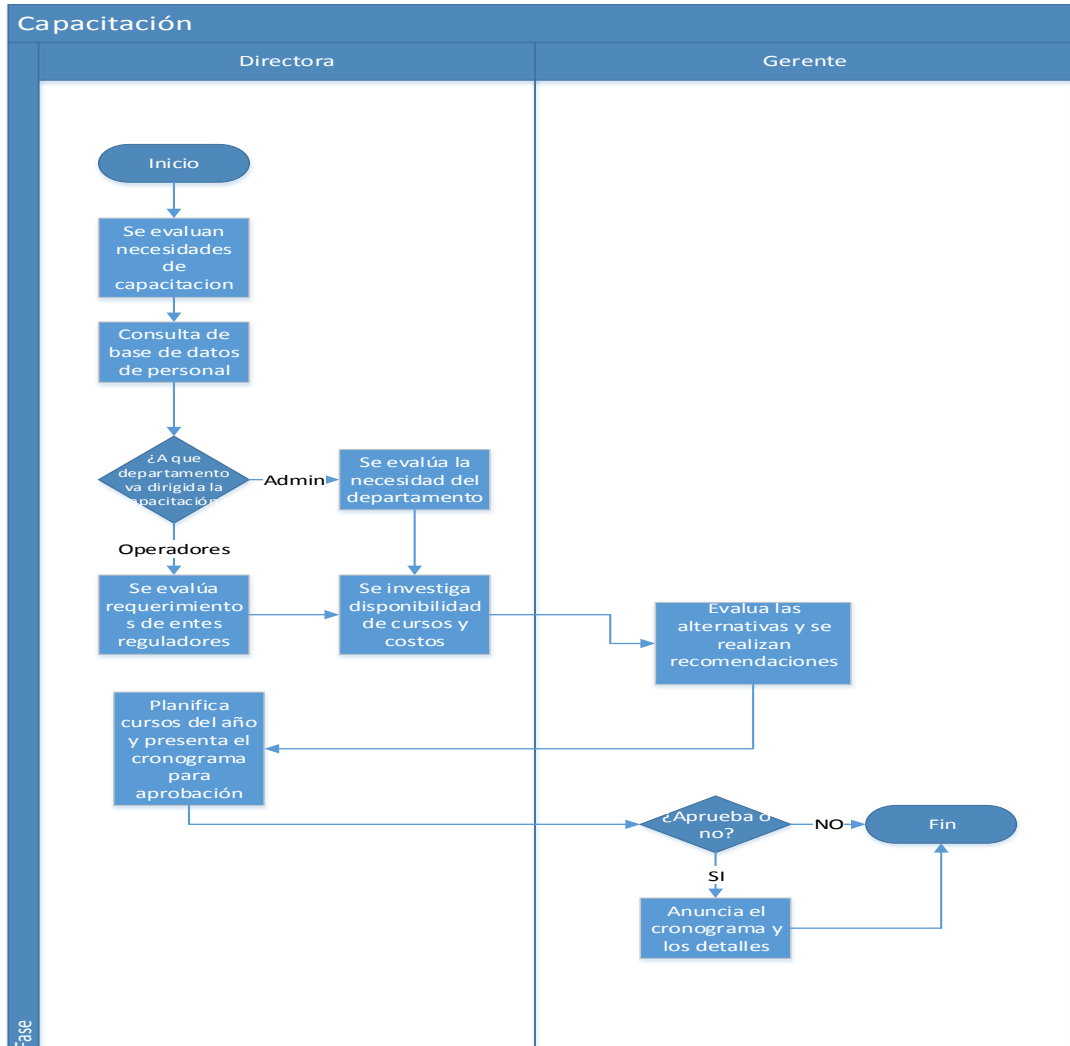 Capacitación
Directora
Gerente
Inicio
Se evaluan
necesidades
de
capacitacion
Consulta de
base de datos
de personal
¿A que
departamento
va dirigida la
capacitación
Admin
Se evalúa la
necesidad del
departamento
Operadores
Se evalúa
requerimiento
s de entes
reguladores
Se investiga
disponibilidad
de cursos y
costos
Evalua las
alternativas y se
realizan
recomendaciones
Planifica
cursos del año
y presenta el
cronograma
para
aprobación
¿Aprueba o
no?
NO
Fin
SI
Anuncia el
cronograma y
los detalles
Fase